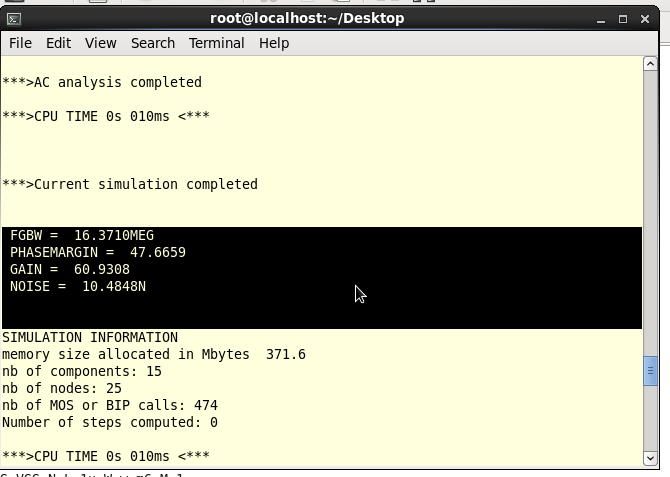 root@localhost:~/Desktop
File Edit View Search Terminal Help
***>AC analysis completed
***>CPU TIME 0s 010ms <***
***>Current simulation completed
FGBW = 16.3710MEG
PHASEMARGIN = 47.6659
GAIN = 60.9308
NOISE = 10.4848N
SIMULATION INFORMATION
memory size allocated in Mbytes 371.6
nb of components: 15
nb of nodes: 25
nb of MOS or BIP calls: 474
Number of steps computed: 0
***>CPU TIME 0s 010ms <***